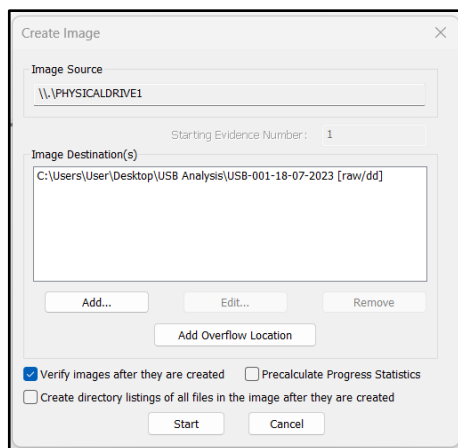 Create Image
Image Source
\\.\PHYSICALDRIVE1
Starting Evidence Number: 1
Image Destination(s)
C:\Users\User\Desktop\USB Analysis\USB-001-18-07-2023 [raw/dd]
Add... Edit... Remove
Add Overflow Location
Verify images after they are created Precalculate Progress Statistics
Create directory listings of all files in the image after they are created
Start Cancel